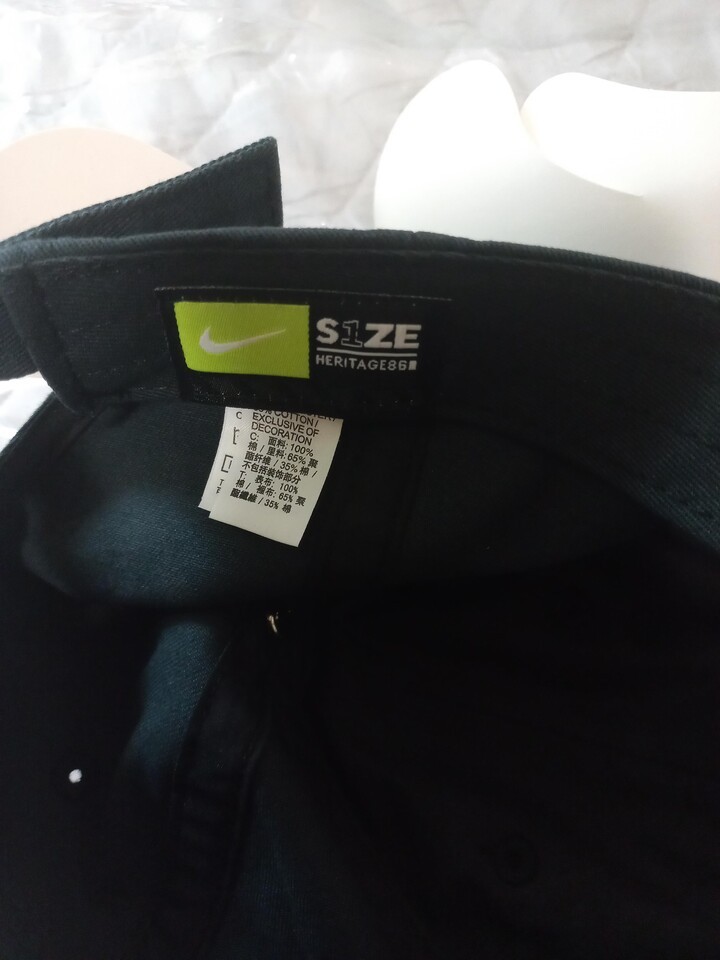 S1ZE
HERITAGE86
% COTTON /
EXCLUSIVE OF
DECORATION
C: 面料: 100%
棉 / 里料: 65% 聚
酯纤维 / 35% 棉 /
不包括装饰部分
T: 表布: 100%
棉 / 裡布: 65% 聚
酯纖維 / 35% 棉